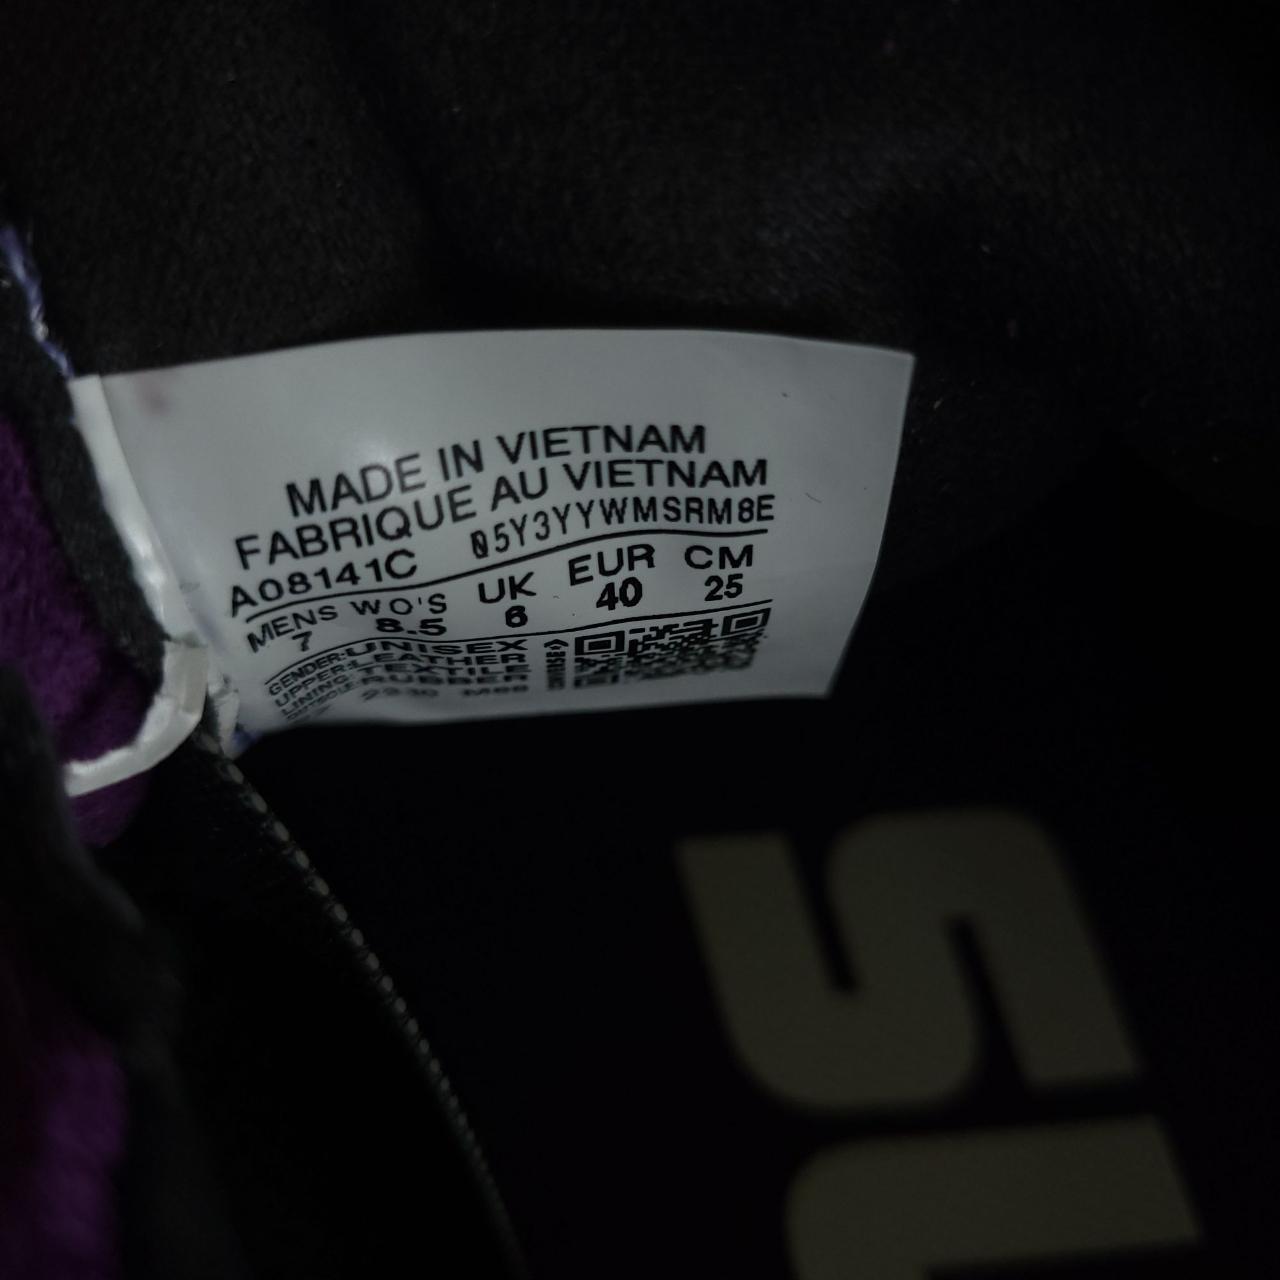 MADE IN VIETNAM
FABRIQUE AU VIETNAM
A08141C 05Y3YYWMSRM8E
MENS WO'S UK EUR CM
7 8.5 6 40 25
GENDER: UNISEX
UPPER: LEATHER
LINING: TEXTILE
OUTSOLE: RUBBER
CONVERSE